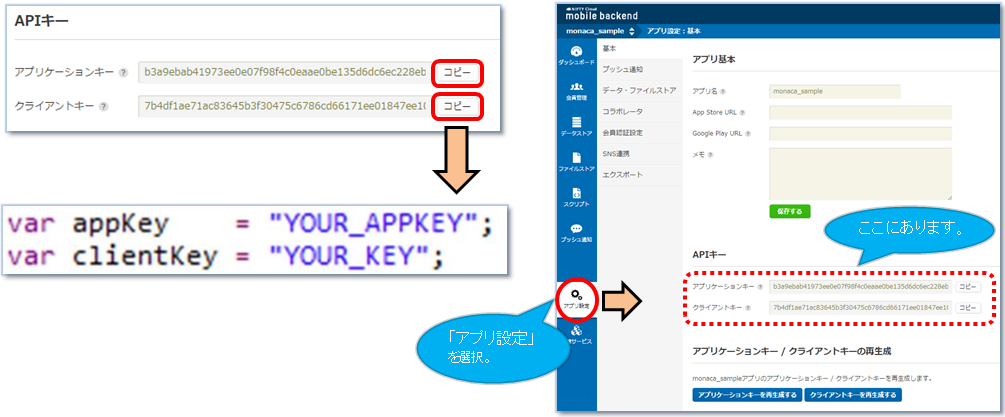 APIキー
アプリケーションキー ? b3a9ebab41973ee0e07f98f4c0eaae0be135d6dc6ec228eb コピー
クライアントキー ? 7b4df1ae71ac83645b3f30475c6786cd66171ee01847ee10 コピー
var appKey = "YOUR_APPKEY";
var clientKey = "YOUR_KEY";
NIFTY Cloud
mobile backend
monaca_sample アプリ設定:基本
ダッシュボード
会員管理
データストア
ファイルストア
スクリプト
プッシュ通知
アプリ設定
サービス
「アプリ設定」
を選択。
基本
プッシュ通知
データ・ファイルストア
コラボレータ
会員認証設定
SNS連携
エクスポート
アプリ基本
アプリ名 ? monaca_sample
App Store URL ?
Google Play URL ?
メモ ?
保存する
ここにあります。
APIキー
アプリケーションキー ? b3a9ebab41973ee0e07f98f4c0eaae0be135d6dc6ec228eb コピー
クライアントキー ? 7b4df1ae71ac83645b3f30475c6786cd66171ee01847ee10 コピー
アプリケーションキー / クライアントキーの再生成
monaca_sampleアプリのアプリケーションキー / クライアントキーを再生成します。
アプリケーションキーを再生成する クライアントキーを再生成する